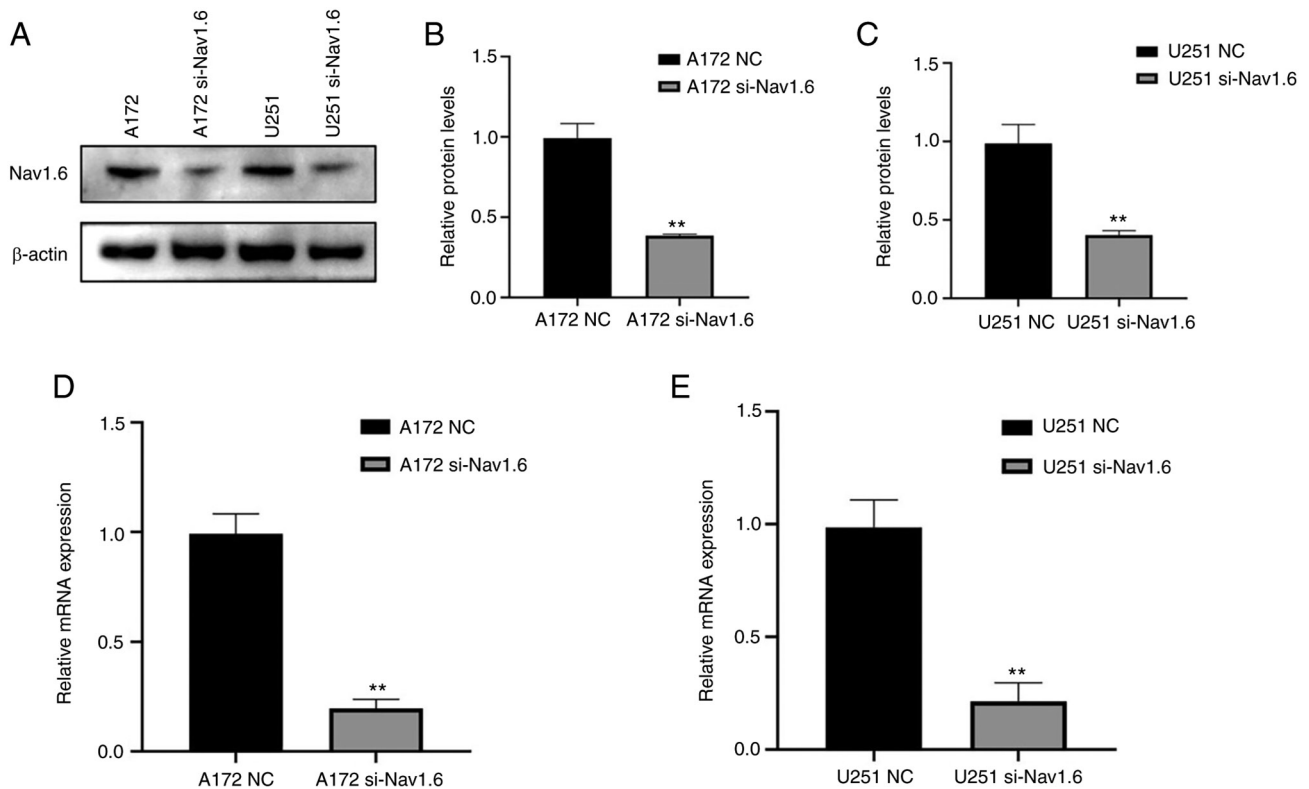 A
A172
A172 si-Nav1.6
U251
U251 si-Nav1.6
Nav1.6
β-actin
B
Relative protein levels
1.5
1.0
0.5
0.0
A172 NC
A172 si-Nav1.6
**
A172 NC
A172 si-Nav1.6
C
Relative protein levels
1.5
1.0
0.5
0.0
U251 NC
U251 si-Nav1.6
**
U251 NC
U251 si-Nav1.6
D
Relative mRNA expression
1.5
1.0
0.5
0.0
A172 NC
A172 si-Nav1.6
**
A172 NC
A172 si-Nav1.6
E
Relative mRNA expression
1.5
1.0
0.5
0.0
U251 NC
U251 si-Nav1.6
**
U251 NC
U251 si-Nav1.6